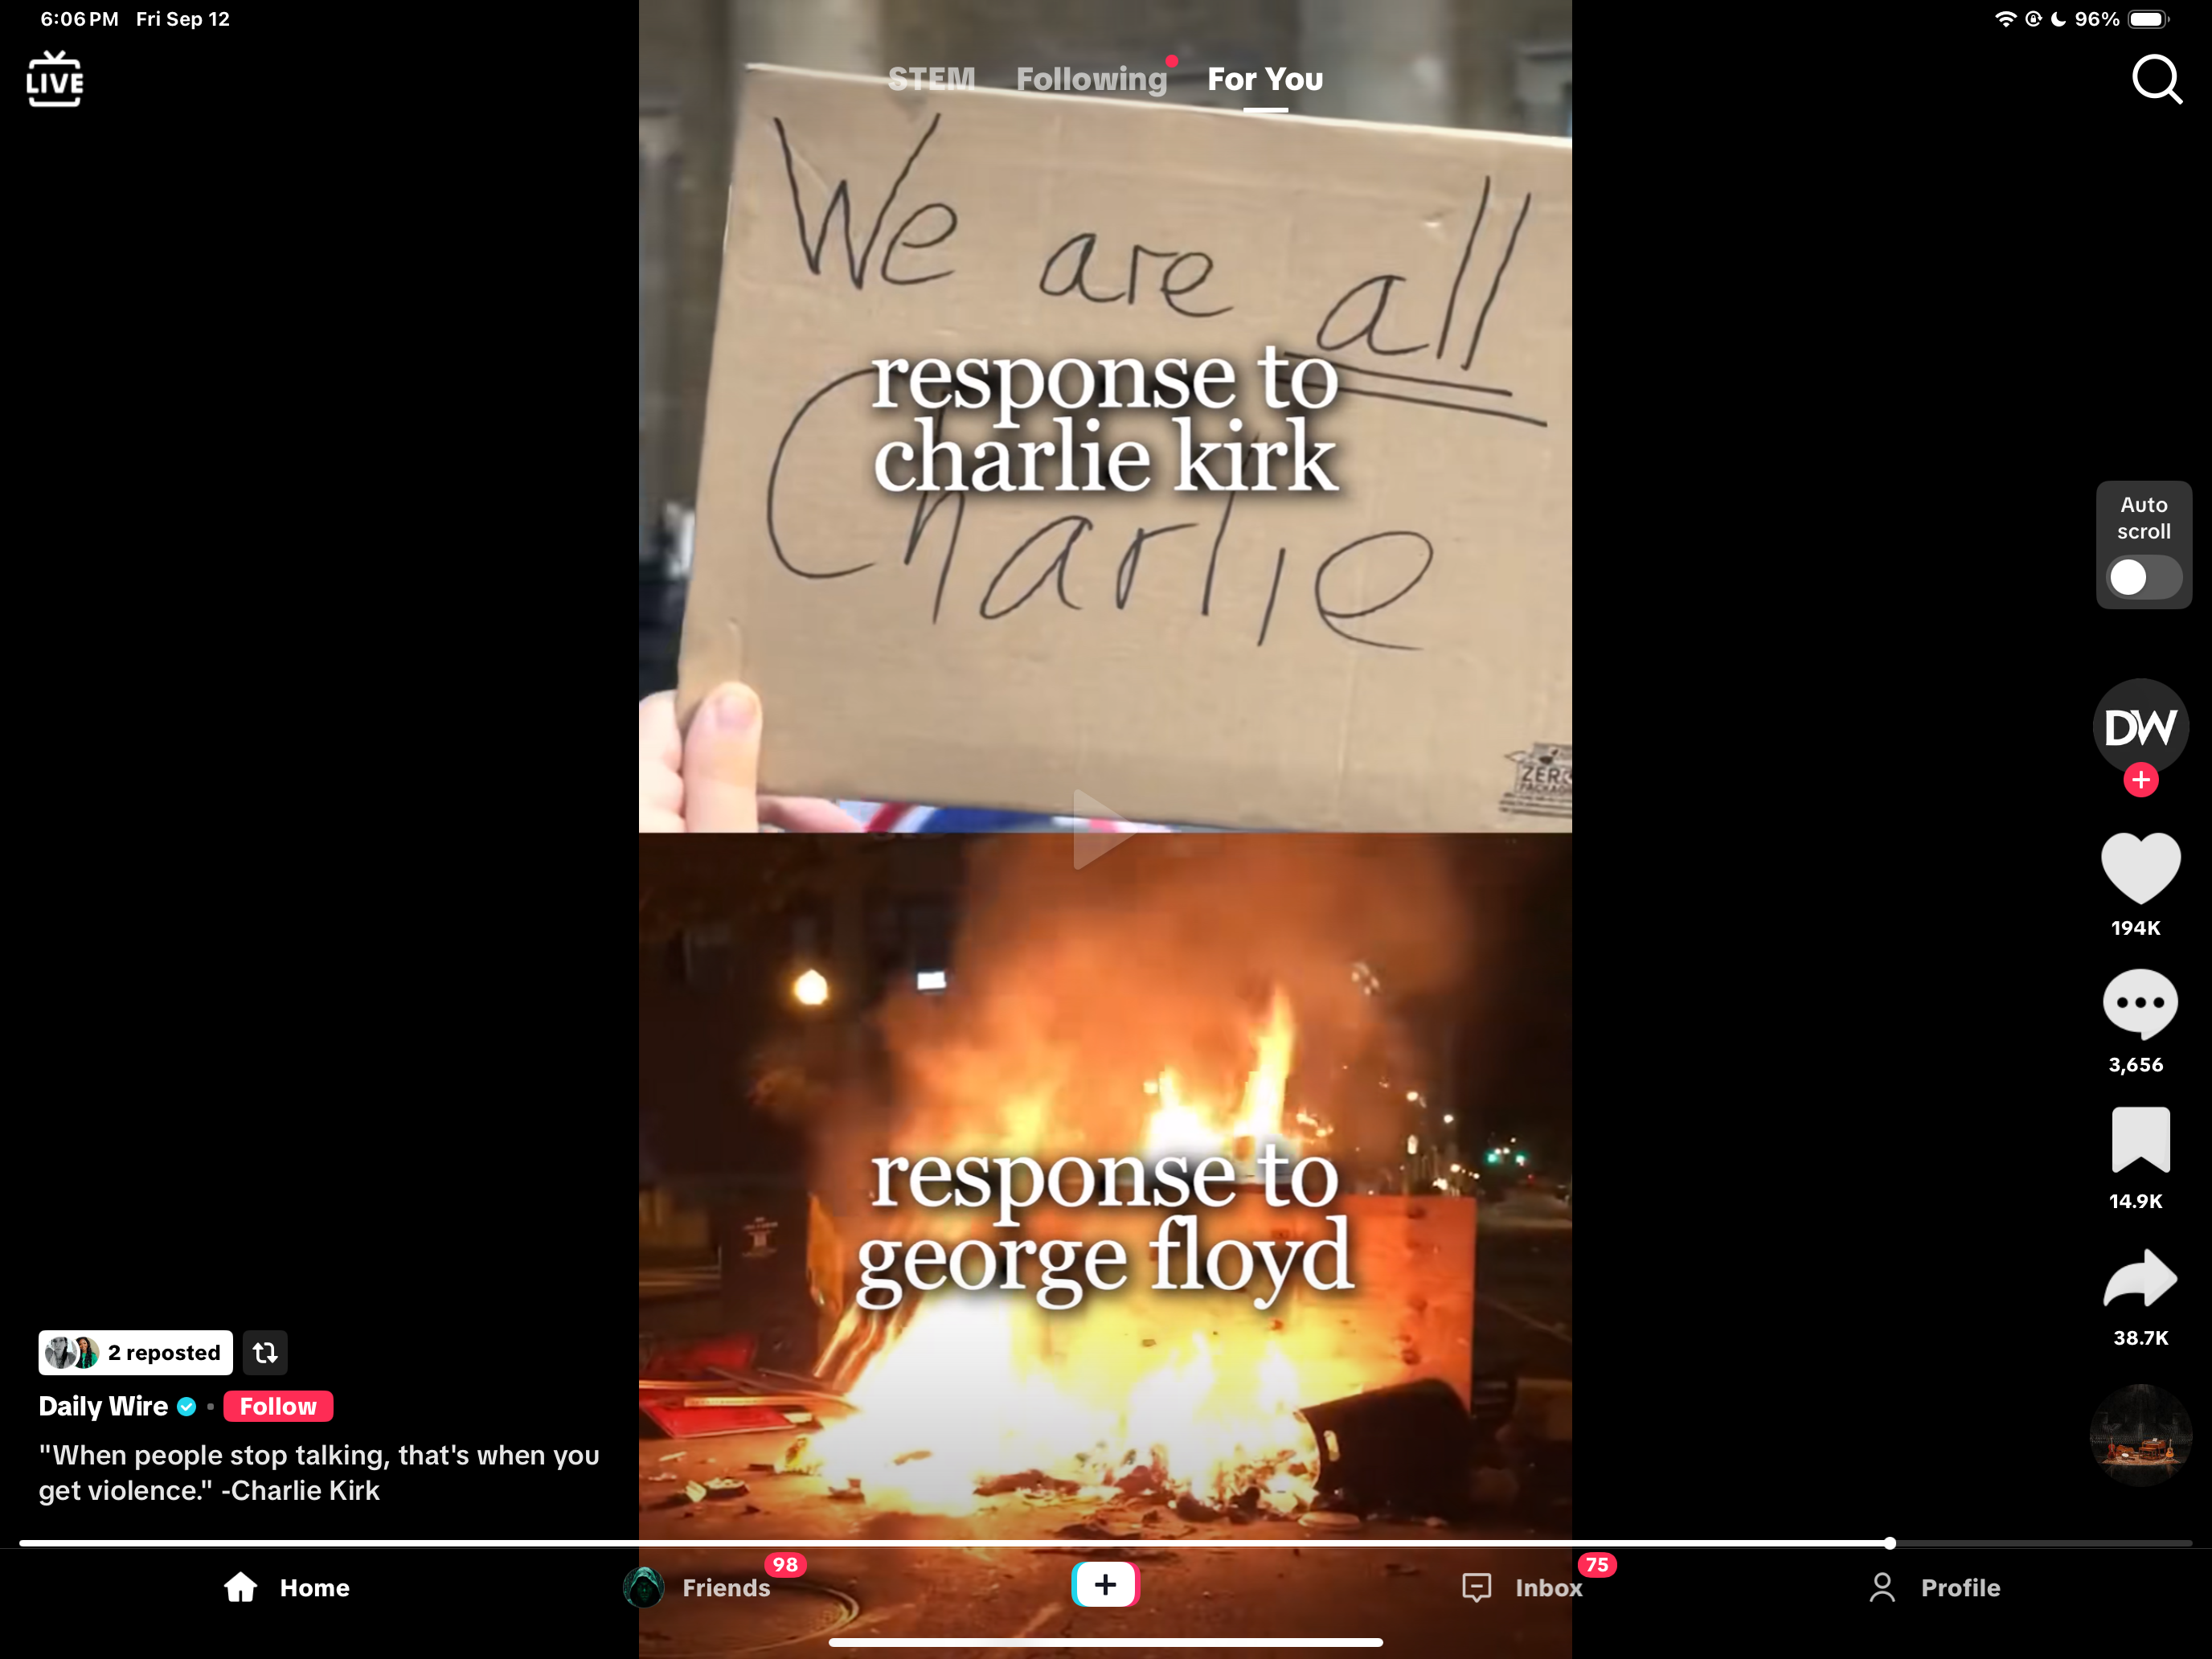 6:06 PM Fri Sep 12
96%
LIVE
STEM Following For You
We are all
response to
charlie kirk
Charlie
Auto
scroll
DW
ZERO
194K
3,656
response to
george floyd
14.9K
38.7K
2 reposted
Daily Wire
Follow
"When people stop talking, that's when you
get violence." -Charlie Kirk
Home
Friends
98
Inbox
75
Profile